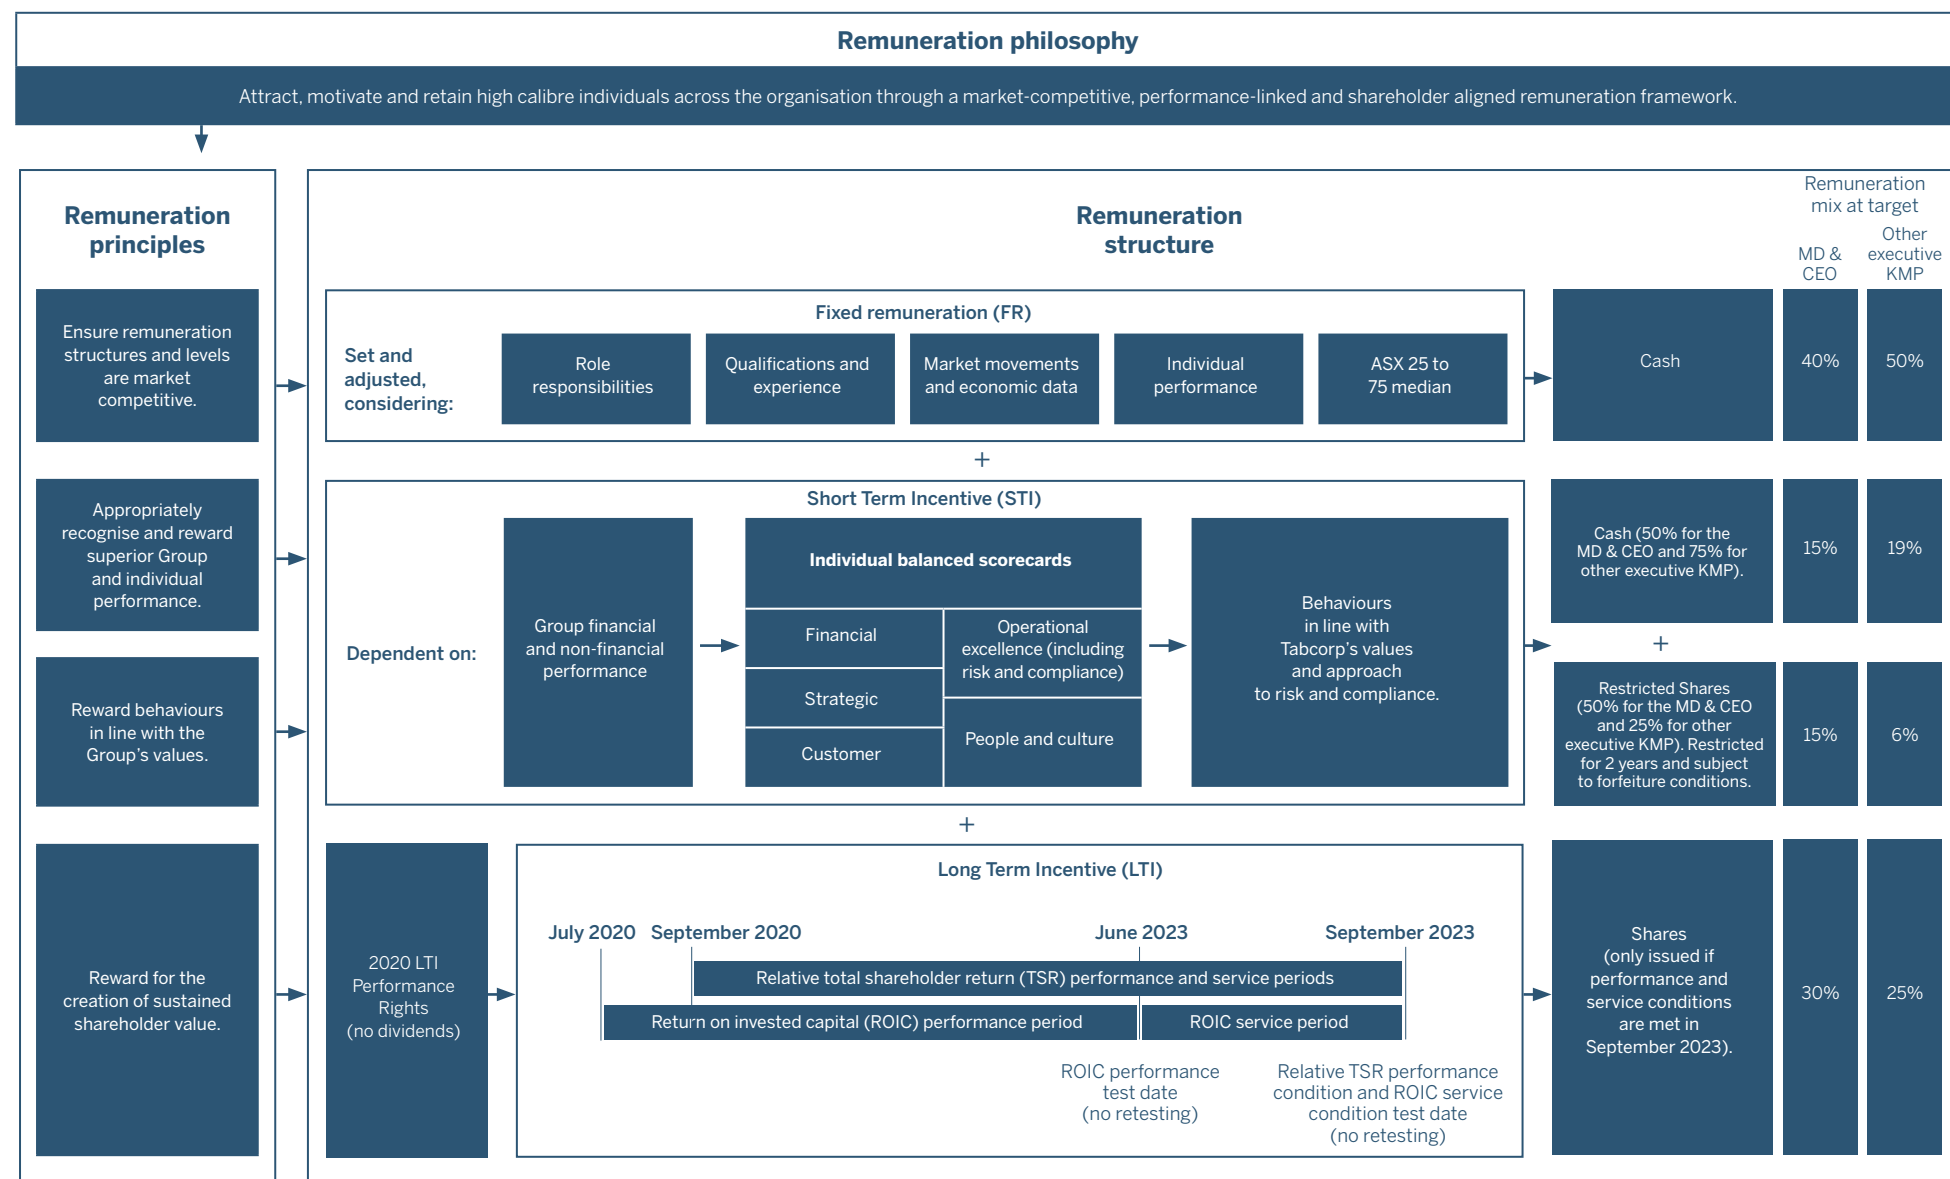 Remuneration philosophy
Attract, motivate and retain high calibre individuals across the organisation through a market-competitive, performance-linked and shareholder aligned remuneration framework.
Remuneration
principles
Ensure remuneration
structures and levels
are market
competitive.
Appropriately
recognise and reward
superior Group
and individual
performance.
Reward behaviours
in line with the
Group's values.
Reward for the
creation of sustained
shareholder value.
Remuneration
structure
Remuneration
mix at target
MD &
CEO
Other
executive
KMP
Fixed remuneration (FR)
Set and
adjusted,
considering:
Role
responsibilities
Qualifications and
experience
Market movements
and economic data
Individual
performance
ASX 25 to
75 median
Cash
40%
50%
+
Short Term Incentive (STI)
Dependent on:
Group financial
and non-financial
performance
Individual balanced scorecards
Financial
Strategic
Customer
Operational
excellence (including
risk and compliance)
People and culture
Behaviours
in line with
Tabcorp's values
and approach
to risk and compliance.
Cash (50% for the
MD & CEO and 75% for
other executive KMP).
15%
19%
+
Restricted Shares
(50% for the MD & CEO
and 25% for other
executive KMP). Restricted
for 2 years and subject
to forfeiture conditions.
15%
6%
+
2020 LTI
Performance
Rights
(no dividends)
Long Term Incentive (LTI)
July 2020
September 2020
June 2023
September 2023
Relative total shareholder return (TSR) performance and service periods
Return on invested capital (ROIC) performance period
ROIC service period
ROIC performance
test date
(no retesting)
Relative TSR performance
condition and ROIC service
condition test date
(no retesting)
Shares
(only issued if
performance and
service conditions
are met in
September 2023).
30%
25%